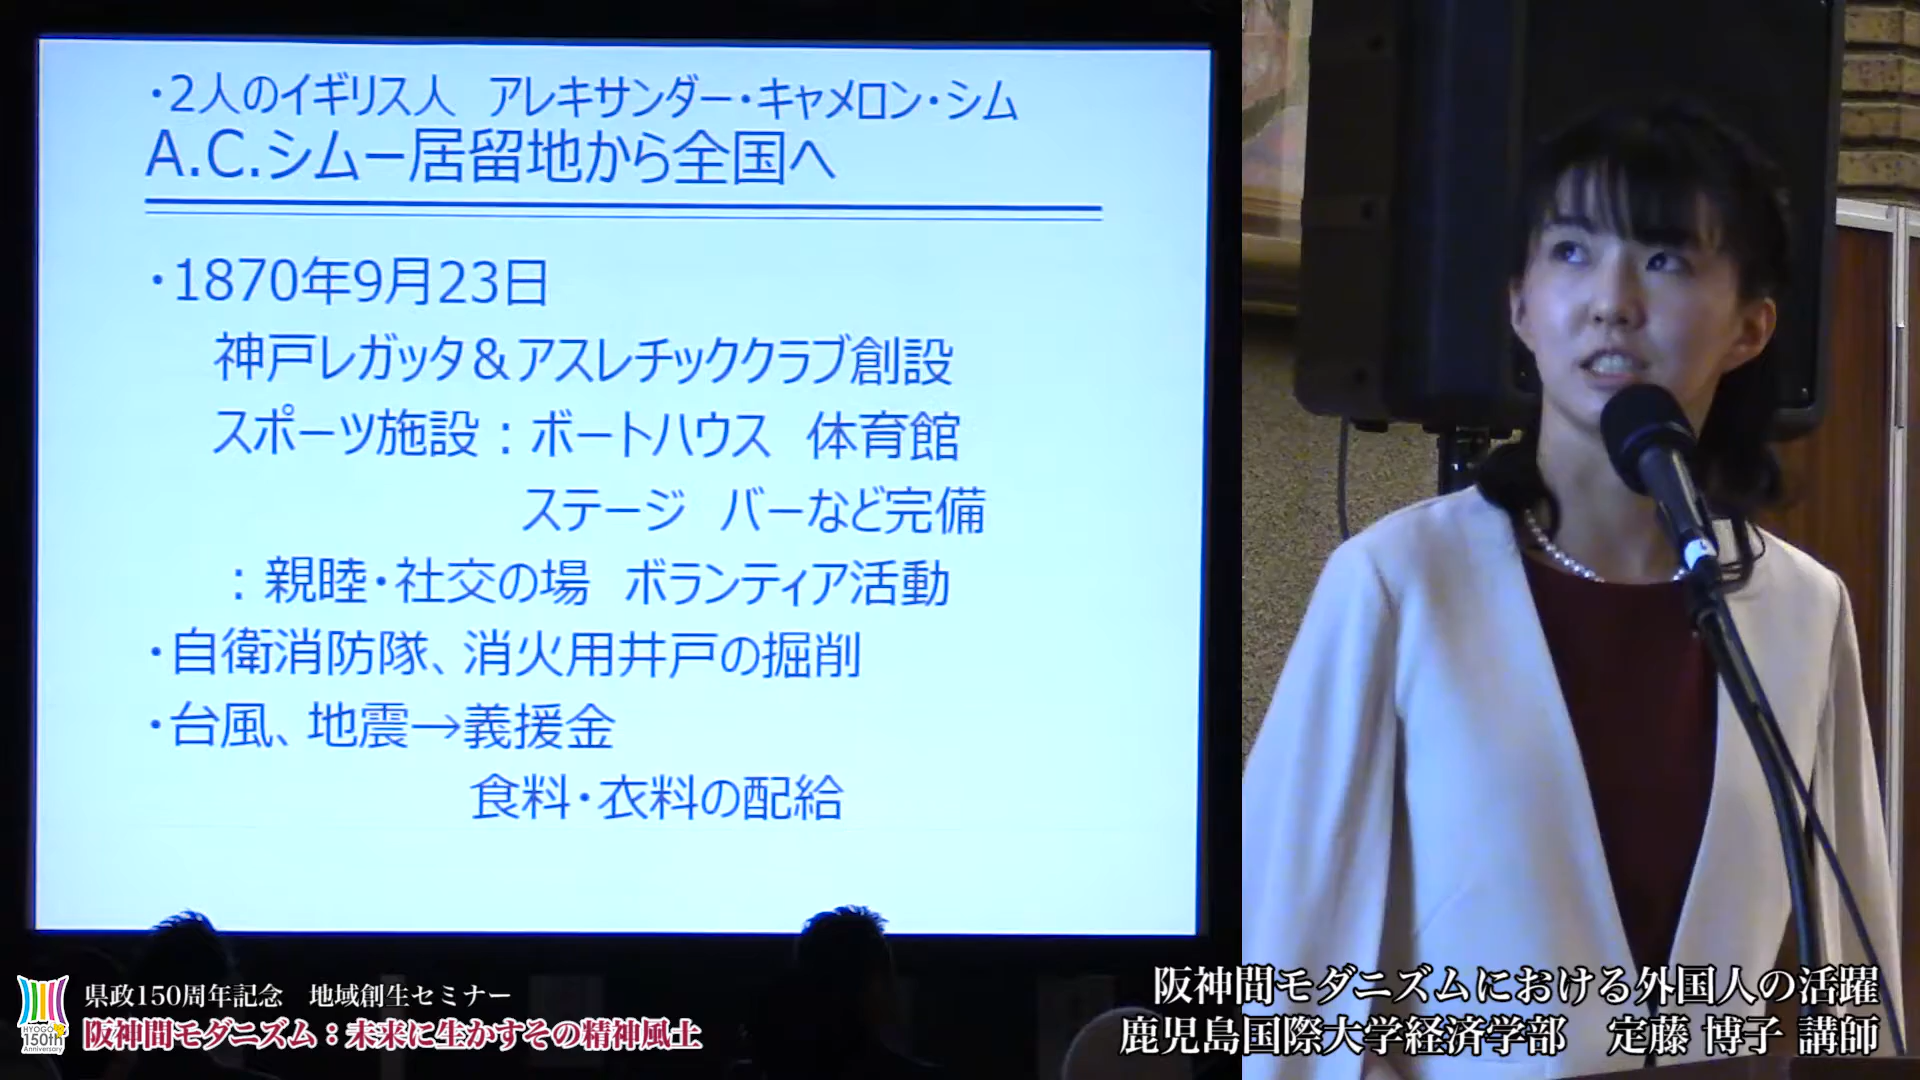 ・2人のイギリス人　アレキサンダー・キャメロン・シム
A.C.シムー居留地から全国へ
・1870年9月23日
神戸レガッタ＆アスレチッククラブ創設
スポーツ施設：ボートハウス　体育館
ステージ　バーなど完備
：親睦・社交の場　ボランティア活動
・自衛消防隊、消火用井戸の掘削
・台風、地震→義援金
食料・衣料の配給
HYOGO
150th
Anniversary
県政150周年記念　地域創生セミナー
阪神間モダニズム：未来に生かすその精神風土
阪神間モダニズムにおける外国人の活躍
鹿児島国際大学経済学部　定藤 博子 講師